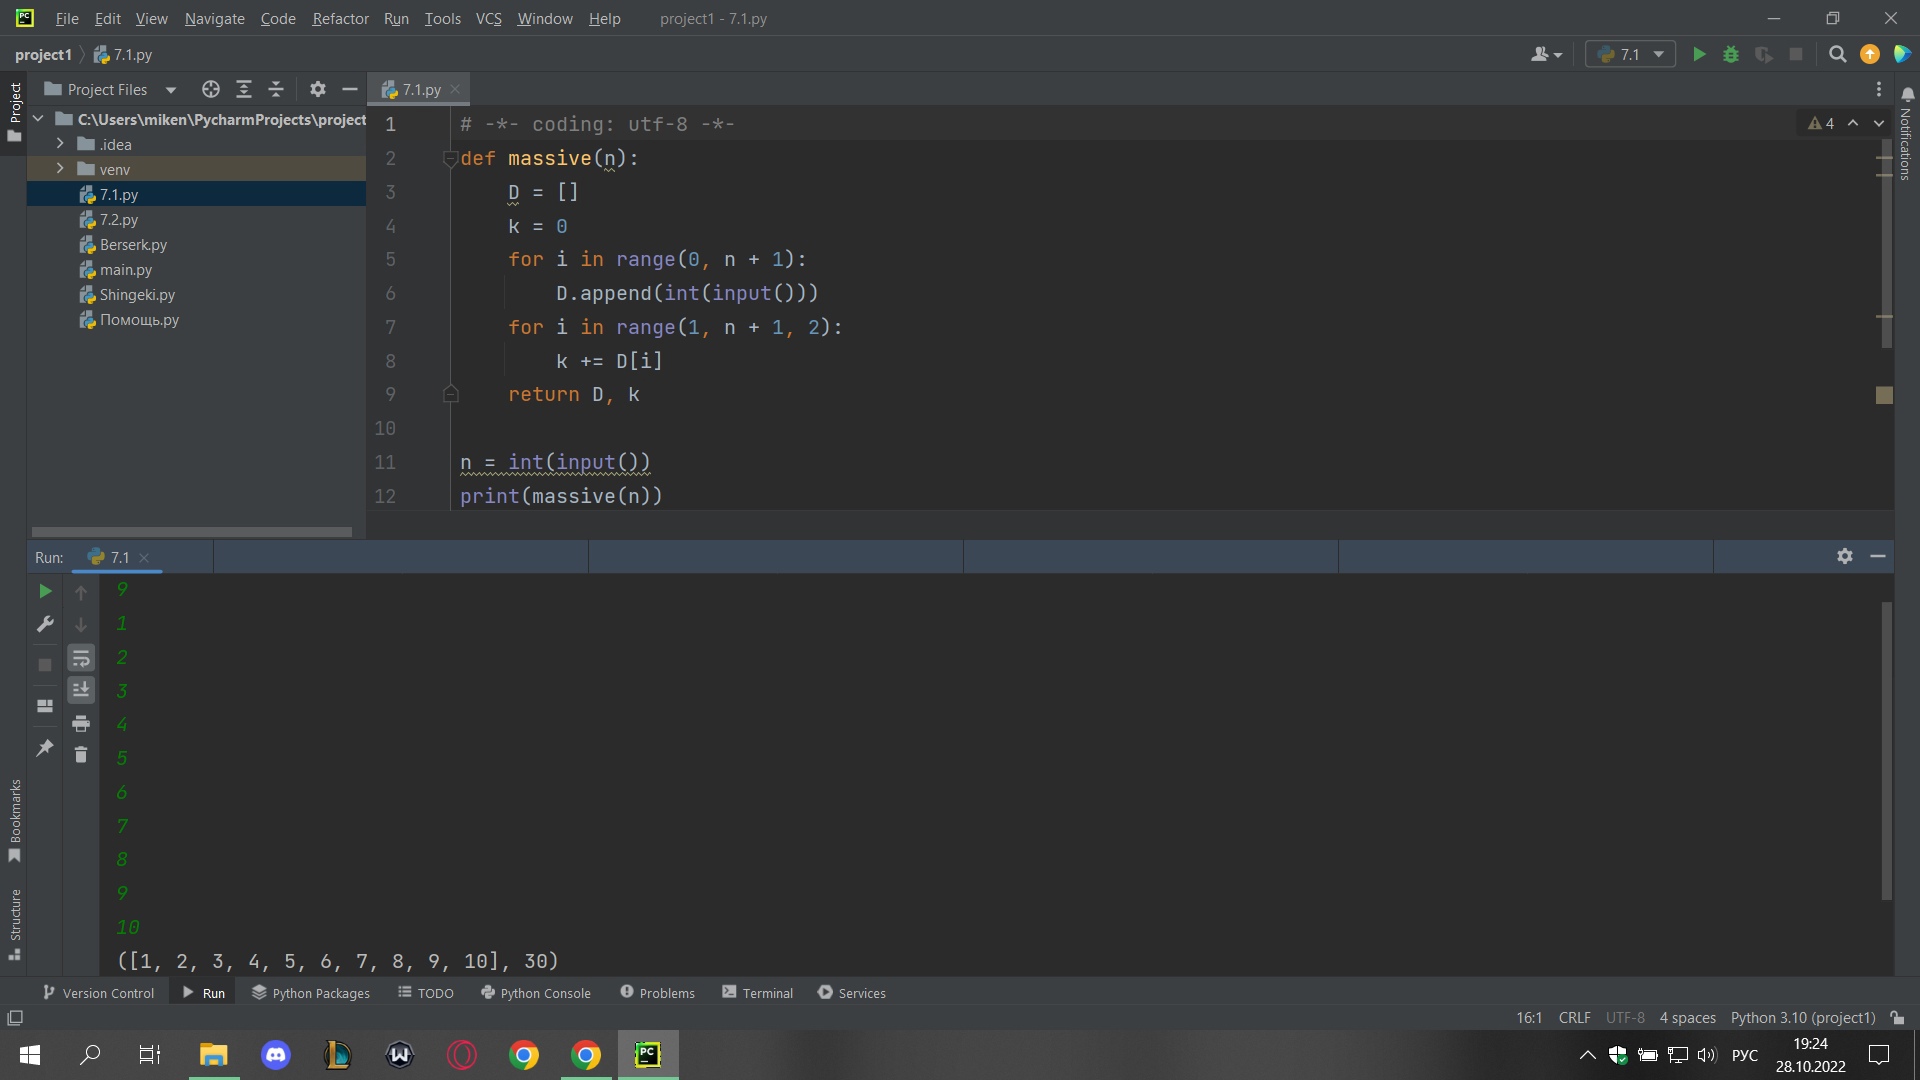 PC
File Edit View Navigate Code Refactor Run Tools VCS Window Help project1 - 7.1.py
project1 7.1.py
7.1
Project
Project Files
7.1.py
C:\Users\miken\PycharmProjects\project
.idea
venv
7.1.py
7.2.py
Berserk.py
main.py
Shingeki.py
Помощь.py
1 # -*- coding: utf-8 -*-
2 def massive(n):
3 D = []
4 k = 0
5 for i in range(0, n + 1):
6 D.append(int(input()))
7 for i in range(1, n + 1, 2):
8 k += D[i]
9 return D, k
10
11 n = int(input())
12 print(massive(n))
4
Notifications
Run: 7.1
9
1
2
3
4
5
6
7
8
9
10
([1, 2, 3, 4, 5, 6, 7, 8, 9, 10], 30)
Bookmarks
Structure
Version Control Run Python Packages TODO Python Console Problems Terminal Services
16:1 CRLF UTF-8 4 spaces Python 3.10 (project1)
PC
РУС
19:24
28.10.2022